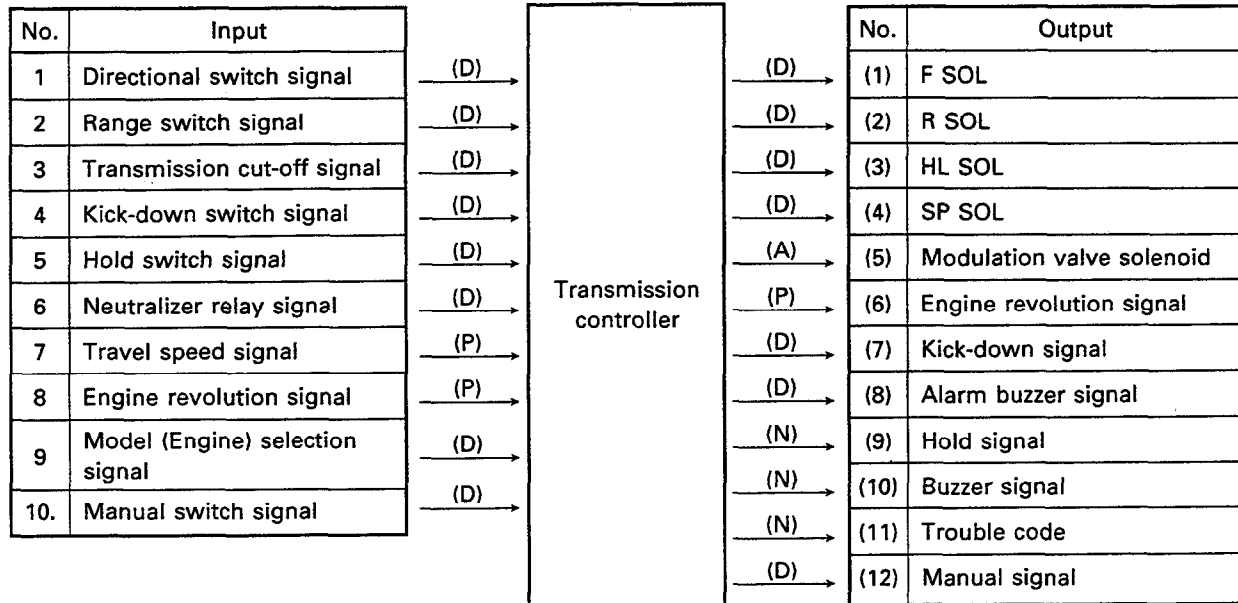 No. Input
1 Directional switch signal (D)
2 Range switch signal (D)
3 Transmission cut-off signal (D)
4 Kick-down switch signal (D)
5 Hold switch signal (D)
6 Neutralizer relay signal (D)
7 Travel speed signal (P)
8 Engine revolution signal (P)
9 Model (Engine) selection
signal (D)
10. Manual switch signal (D)
Transmission
controller
No. Output
(D) (1) F SOL
(D) (2) R SOL
(D) (3) HL SOL
(D) (4) SP SOL
(A) (5) Modulation valve solenoid
(P) (6) Engine revolution signal
(D) (7) Kick-down signal
(D) (8) Alarm buzzer signal
(N) (9) Hold signal
(N) (10) Buzzer signal
(N) (11) Trouble code
(D) (12) Manual signal